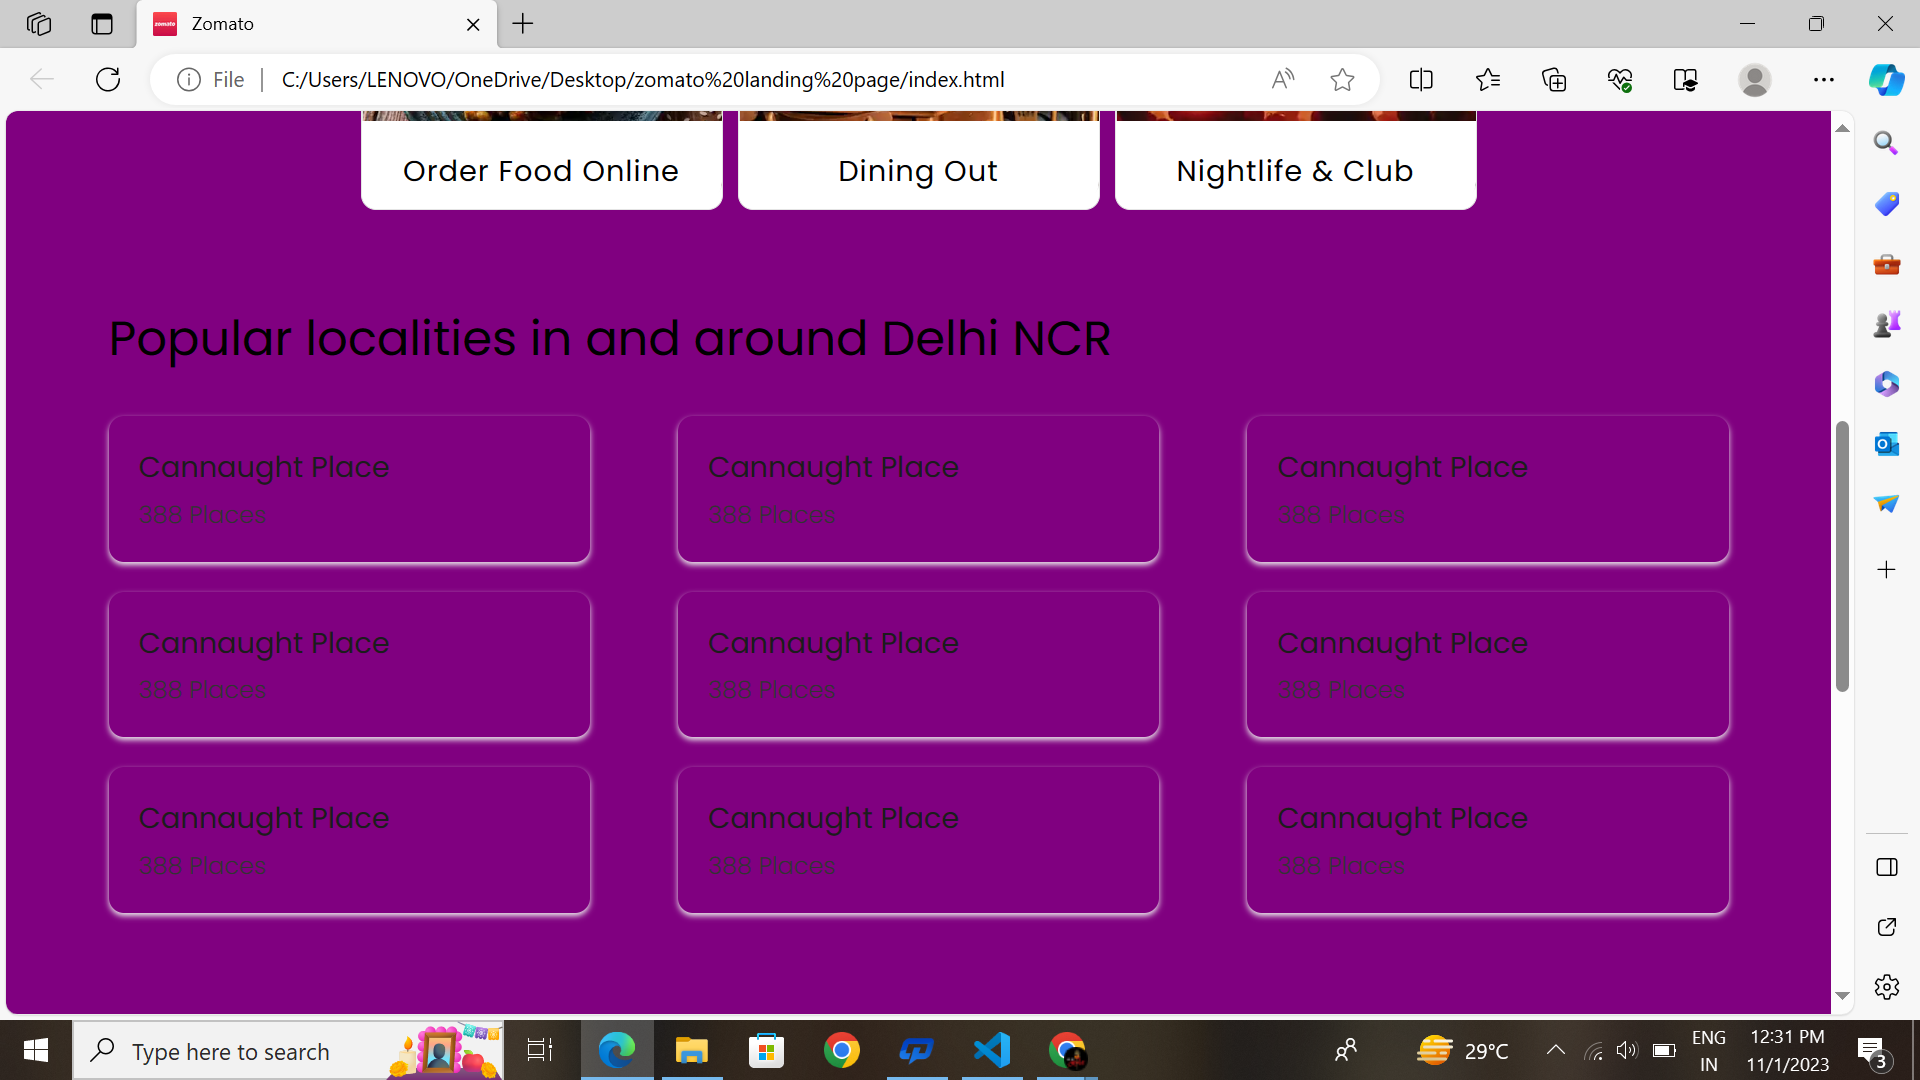 Zomato
File
C:/Users/LENOVO/OneDrive/Desktop/zomato%20landing%20page/index.html
Order Food Online
Dining Out
Nightlife & Club
Popular localities in and around Delhi NCR
Cannaught Place
388 Places
Cannaught Place
388 Places
Cannaught Place
388 Places
Cannaught Place
388 Places
Cannaught Place
388 Places
Cannaught Place
388 Places
Cannaught Place
388 Places
Cannaught Place
388 Places
Cannaught Place
388 Places
Type here to search
29°C
ENG
IN
12:31 PM
11/1/2023
3